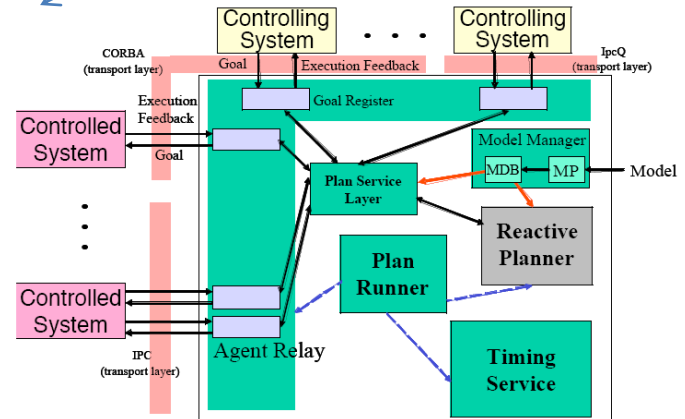 Controlling
System
Controlling
System
CORBA
(transport layer)
Goal
Execution Feedback
IpcQ
(transport layer)
Goal Register
Execution
Feedback
Controlled
System
Goal
Model Manager
MDB
MP
Model
Plan Service
Layer
Reactive
Planner
Plan
Runner
Controlled
System
Agent Relay
IPC
(transport layer)
Timing
Service